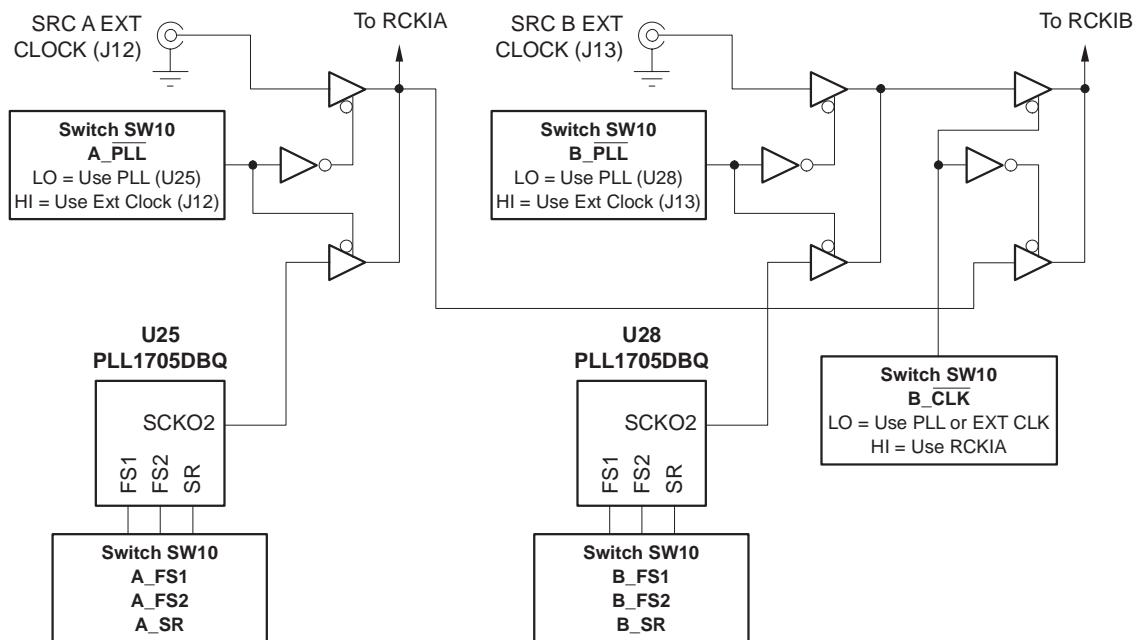 SRC A EXT
CLOCK (J12)
To RCKIA
SRC B EXT
CLOCK (J13)
To RCKIB
Switch SW10
A_PLL
LO = Use PLL (U25)
HI = Use Ext Clock (J12)
Switch SW10
B_PLL
LO = Use PLL (U28)
HI = Use Ext Clock (J13)
U25
PLL1705DBQ
SCKO2
FS1
FS2
SR
Switch SW10
A_FS1
A_FS2
A_SR
U28
PLL1705DBQ
SCKO2
FS1
FS2
SR
Switch SW10
B_FS1
B_FS2
B_SR
Switch SW10
B_CLK
LO = Use PLL or EXT CLK
HI = Use RCKIA